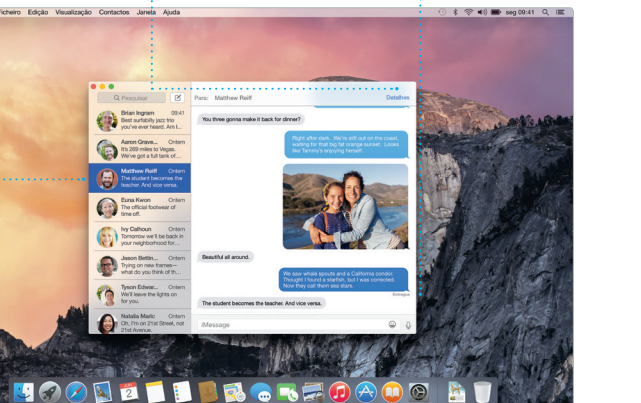 Ficheiro Edição Visualização Contactos Janela Ajuda
seg 09:41
Pesquisar
Para: Matthew Reiff
Detalhes
Brian Ingram 09:41
Best surfabilly jazz trio
you've ever heard. Am I...
Aaron Grave... Ontem
It's 269 miles to Vegas.
We've got a full tank of...
Matthew Reiff Ontem
The student becomes the
teacher. And vice versa.
Euna Kwon Ontem
The official footwear of
time off.
Ivy Calhoun Ontem
Tomorrow we'll be back in
your neighborhood for...
Jason Bettin... Ontem
Trying on new frames—
what do you think of th...
Tyson Edwar... Ontem
We'll leave the lights on
for you.
Natalia Maric Ontem
Oh, I'm on 21st Street, not
21st Avenue.
You three gonna make it back for dinner?
Right after dark. We're still out on the coast,
waiting for that big fat orange sunset. Looks
like Tammy's enjoying herself.
Beautiful all around.
We saw whale spouts and a California condor.
Thought I found a starfish, but I was corrected.
Now they call them sea stars.
Entregue
The student becomes the teacher. And vice versa.
iMessage
2